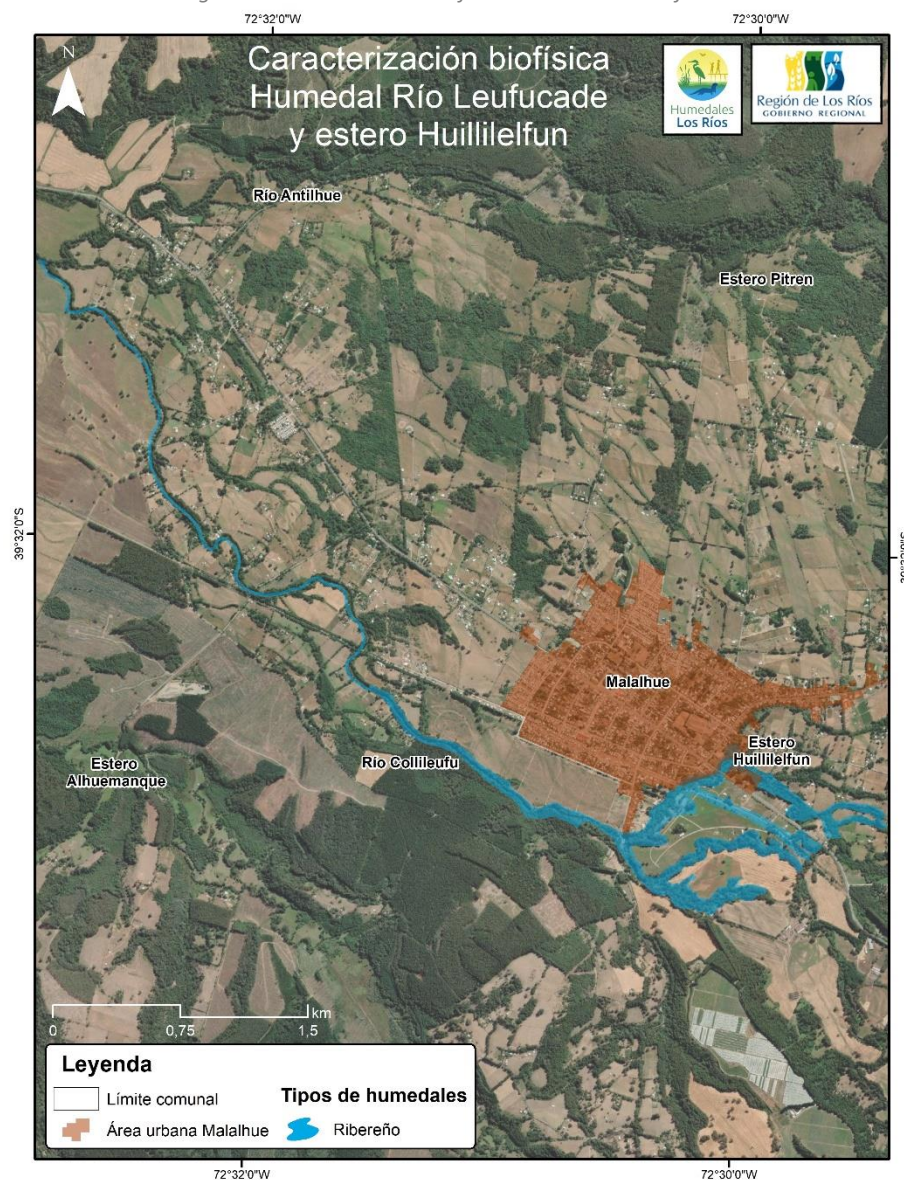 72°32'0"W
72°30'0"W
N
Caracterización biofísica
Humedal Río Leufucade
y estero Huillilelfun
Humedales
Los Ríos
Región de Los Ríos
GOBIERNO REGIONAL
Río Antilhue
Estero Pitren
39°32'0"S
Malalhue
Estero
Huillilelfun
Estero
Alhuemanque
Río Collileufu
km
0
0,75
1,5
Leyenda
Límite comunal
Área urbana Malalhue
Tipos de humedales
Ribereño
72°32'0"W
72°30'0"W